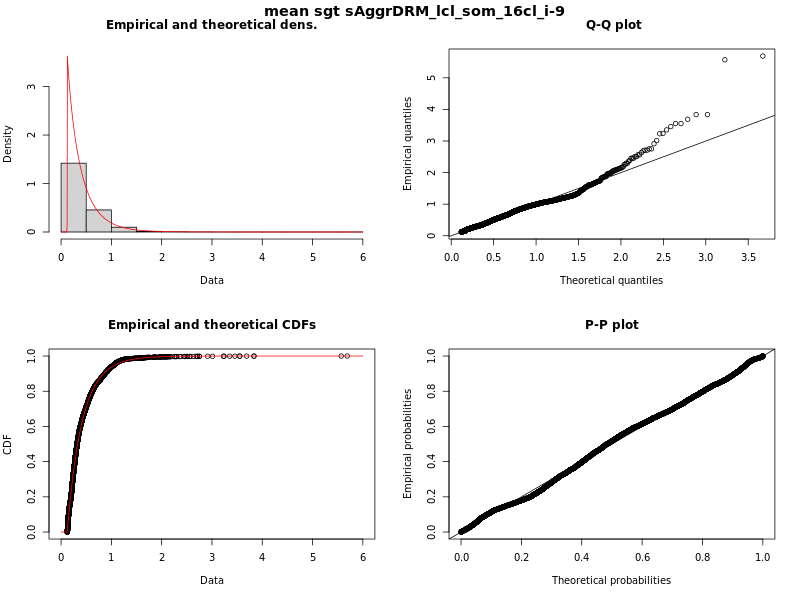 mean sgt sAggrDRM_lcl_som_16cl_i-9
Empirical and theoretical dens.
Density
0 1 2 3
0 1 2 3 4 5 6
Data
Q-Q plot
Empirical quantiles
0 1 2 3 4 5
0.0 0.5 1.0 1.5 2.0 2.5 3.0 3.5
Theoretical quantiles
Empirical and theoretical CDFs
CDF
0.0 0.2 0.4 0.6 0.8 1.0
0 1 2 3 4 5 6
Data
P-P plot
Empirical probabilities
0.0 0.2 0.4 0.6 0.8 1.0
0.0 0.2 0.4 0.6 0.8 1.0
Theoretical probabilities